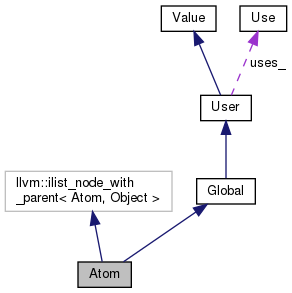 Value
Use
uses_
User
llvm::ilist_node_with
_parent< Atom, Object >
Global
Atom